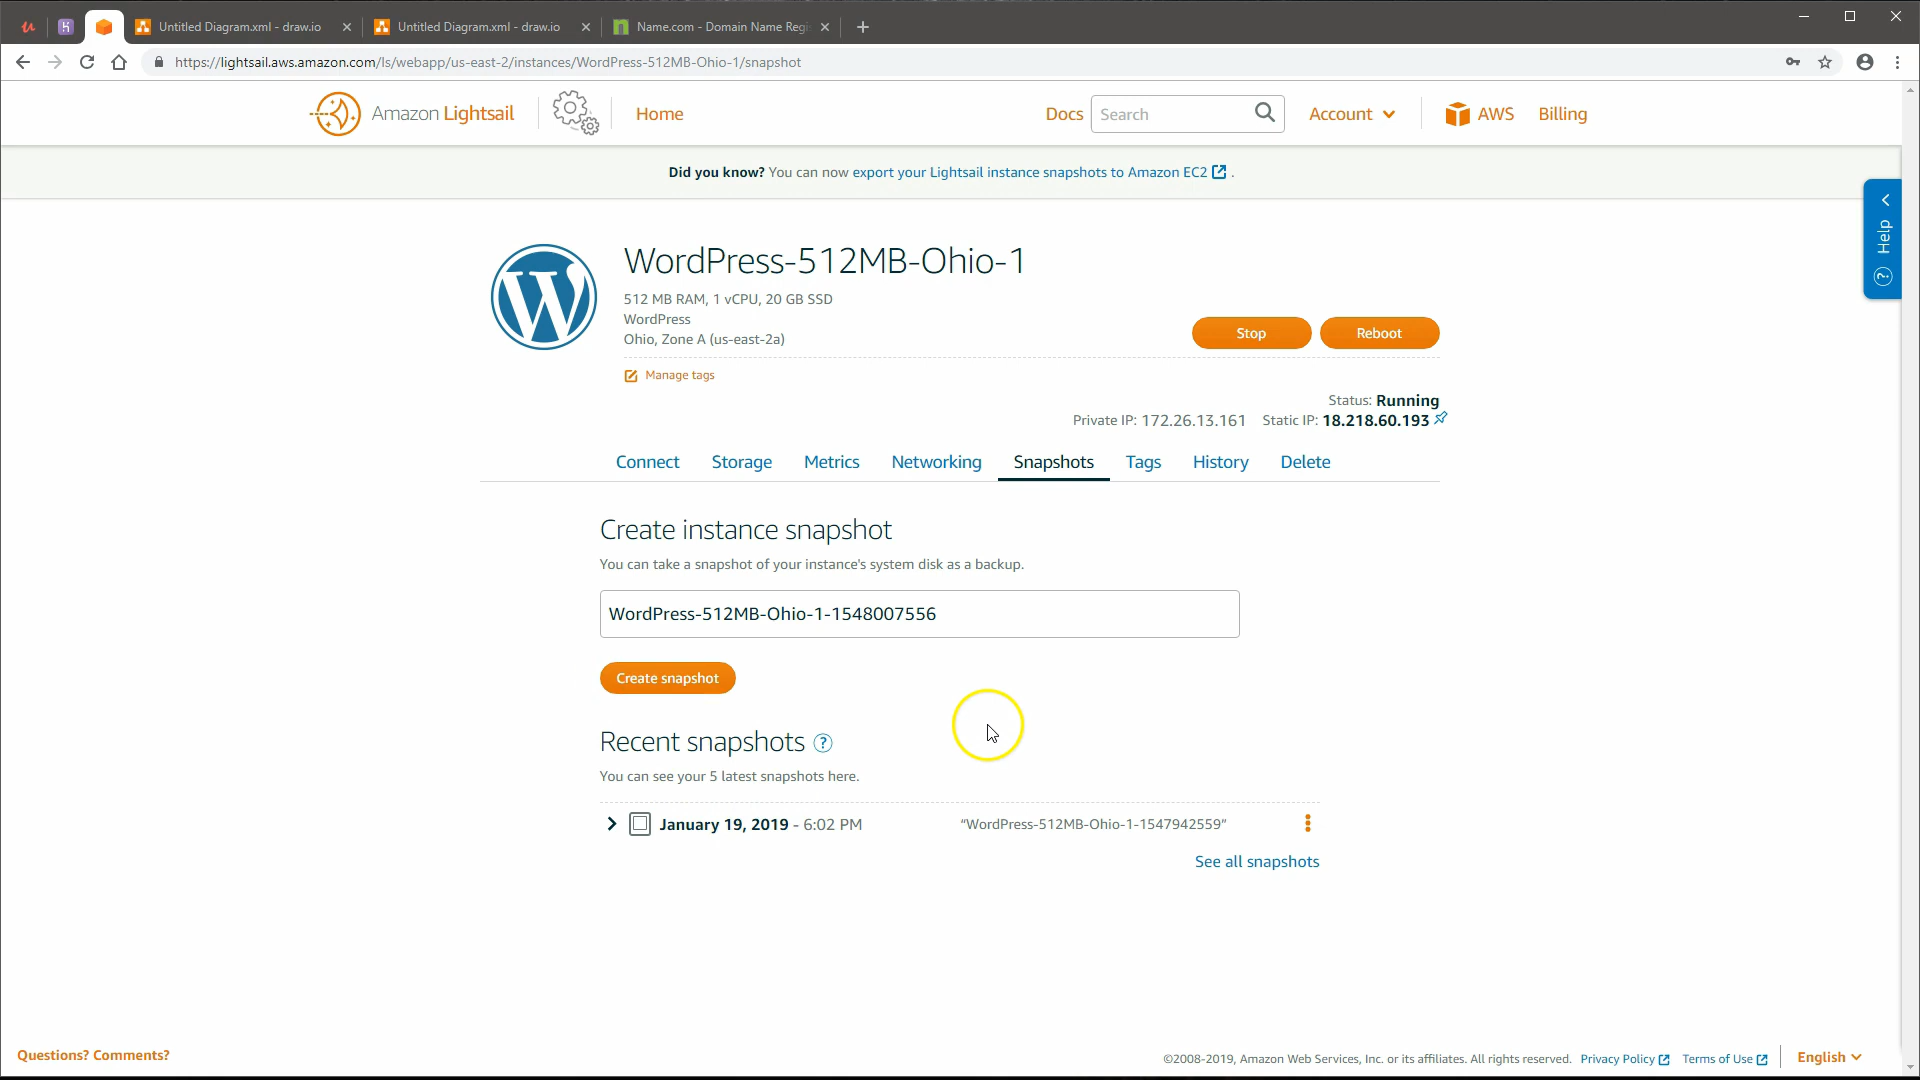 Untitled Diagram.xml - draw.io
Untitled Diagram.xml - draw.io
Name.com - Domain Name Regi
https://lightsail.aws.amazon.com/ls/webapp/us-east-2/instances/WordPress-512MB-Ohio-1/snapshot
Amazon Lightsail
Home
Docs
Search
Account
AWS
Billing
Did you know? You can now export your Lightsail instance snapshots to Amazon EC2 .
Help
WordPress-512MB-Ohio-1
512 MB RAM, 1 vCPU, 20 GB SSD
WordPress
Ohio, Zone A (us-east-2a)
Stop
Reboot
Manage tags
Status: Running
Private IP: 172.26.13.161 Static IP: 18.218.60.193
Connect Storage Metrics Networking Snapshots Tags History Delete
Create instance snapshot
You can take a snapshot of your instance's system disk as a backup.
WordPress-512MB-Ohio-1-1548007556
Create snapshot
Recent snapshots ?
You can see your 5 latest snapshots here.
January 19, 2019 - 6:02 PM "WordPress-512MB-Ohio-1-1547942559"
See all snapshots
Questions? Comments?
©2008-2019, Amazon Web Services, Inc. or its affiliates. All rights reserved. Privacy Policy Terms of Use English